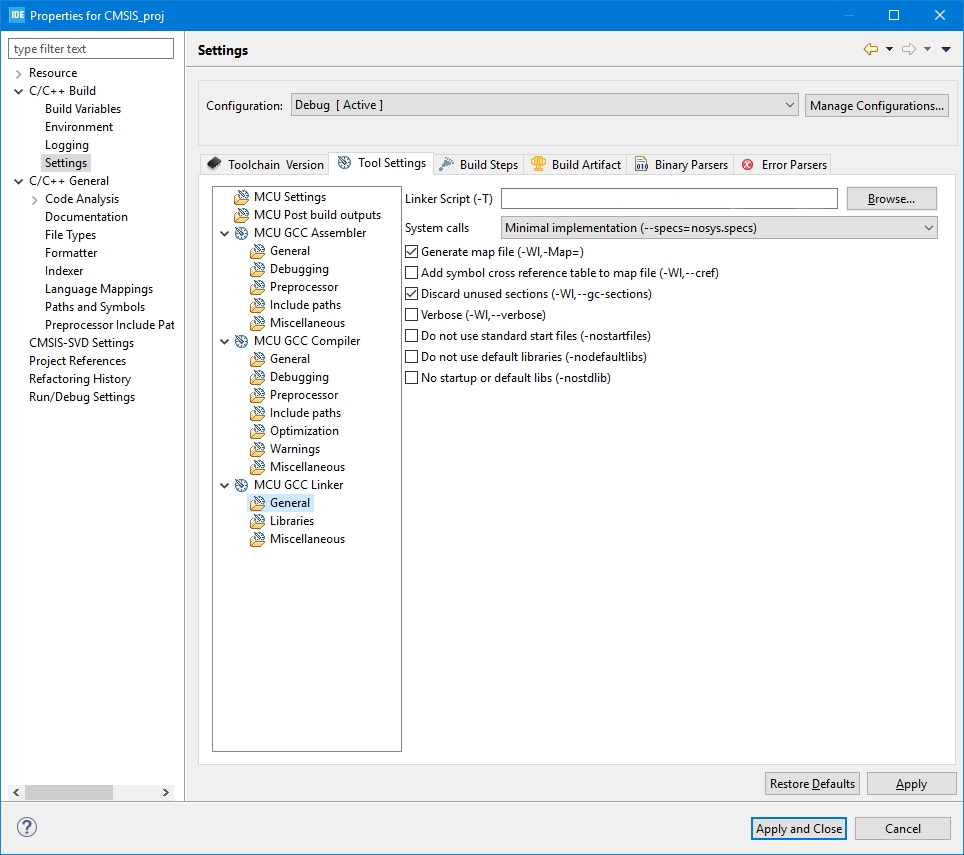 IDE Properties for CMSIS_proj
type filter text
Resource
C/C++ Build
Build Variables
Environment
Logging
Settings
C/C++ General
Code Analysis
Documentation
File Types
Formatter
Indexer
Language Mappings
Paths and Symbols
Preprocessor Include Pat
CMSIS-SVD Settings
Project References
Refactoring History
Run/Debug Settings
Settings
Configuration: Debug [ Active ] Manage Configurations...
Toolchain Version Tool Settings Build Steps Build Artifact Binary Parsers Error Parsers
MCU Settings
MCU Post build outputs
MCU GCC Assembler
General
Debugging
Preprocessor
Include paths
Miscellaneous
MCU GCC Compiler
General
Debugging
Preprocessor
Include paths
Optimization
Warnings
Miscellaneous
MCU GCC Linker
General
Libraries
Miscellaneous
Linker Script (-T) Browse...
System calls Minimal implementation (--specs=nosys.specs)
Generate map file (-Wl,-Map=)
Add symbol cross reference table to map file (-Wl,--cref)
Discard unused sections (-Wl,--gc-sections)
Verbose (-Wl,--verbose)
Do not use standard start files (-nostartfiles)
Do not use default libraries (-nodefaultlibs)
No startup or default libs (-nostdlib)
Restore Defaults Apply
? Apply and Close Cancel